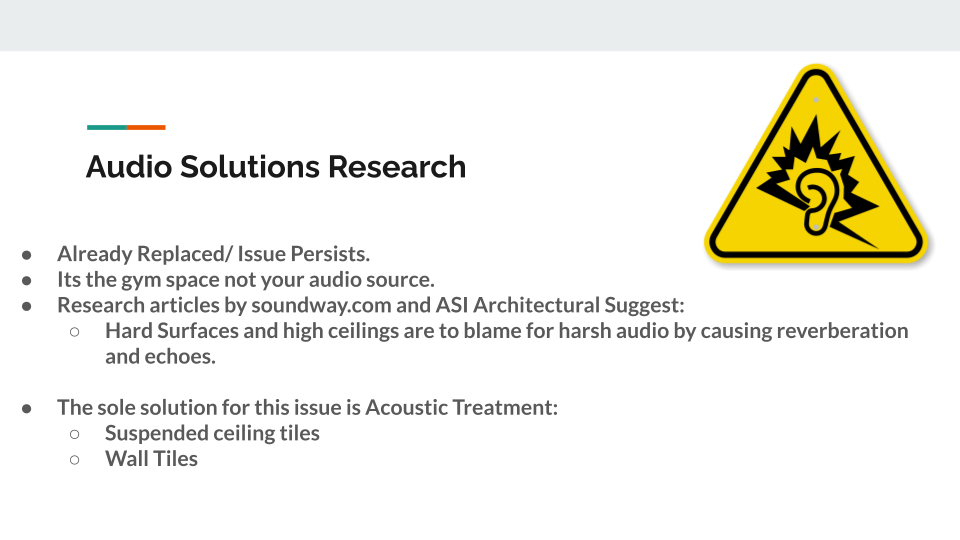 Audio Solutions Research
● Already Replaced/ Issue Persists.
● Its the gym space not your audio source.
● Research articles by soundway.com and ASI Architectural Suggest:
○ Hard Surfaces and high ceilings are to blame for harsh audio by causing reverberation
and echoes.
● The sole solution for this issue is Acoustic Treatment:
○ Suspended ceiling tiles
○ Wall Tiles